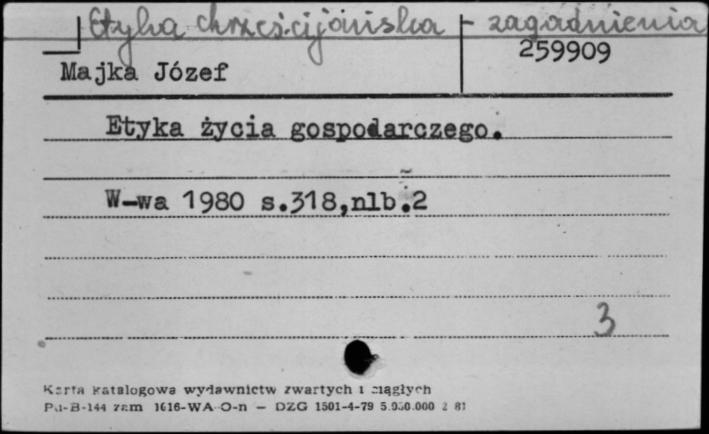 Etyka chrześcijańska - zagadnienia
259909
Majka Józef
Etyka życia gospodarczego.
W-wa 1980 s.318,nlb.2
3
Karta katalogowa wydawnictw zwartych i ciągłych
Pu-B-144 zam 1616-WA-O-n — DZG 1501-4-79 5.000.000 2 81